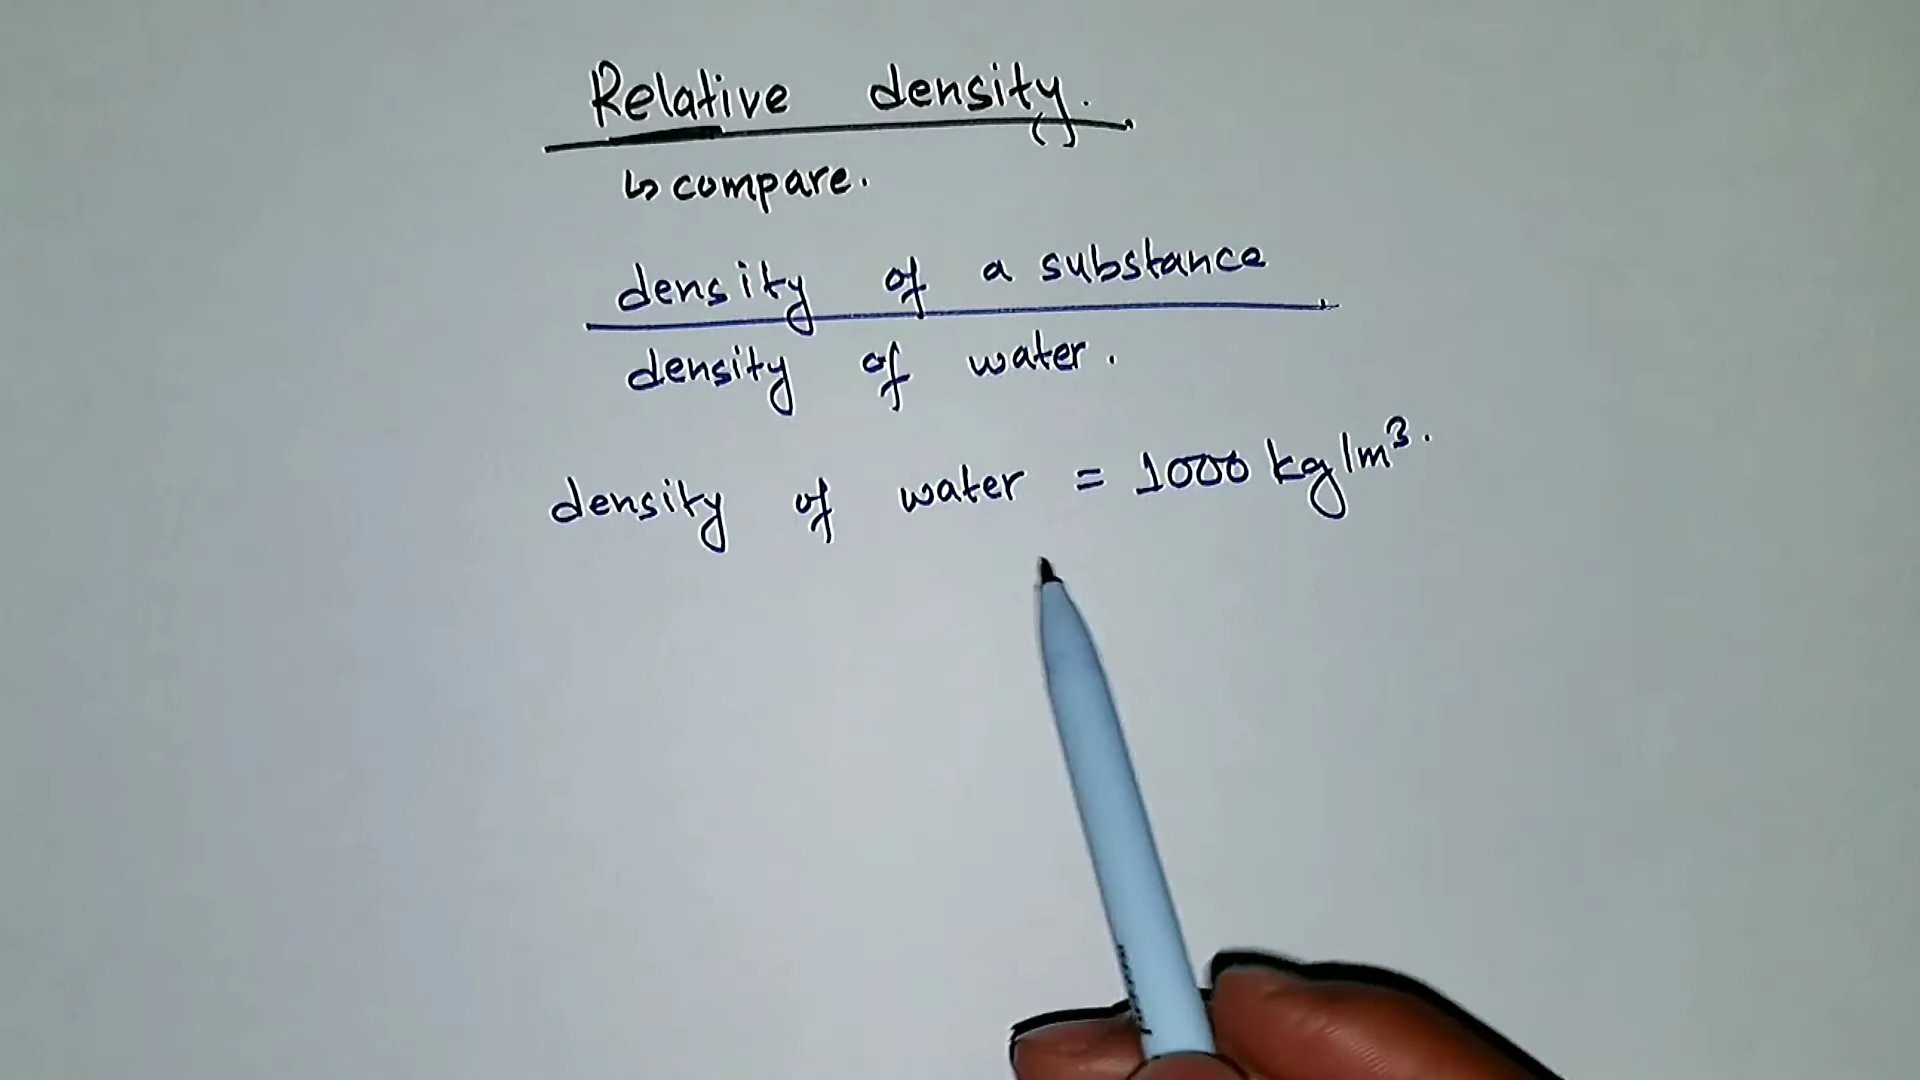 Relative density.
↳ compare.
density of a substance
density of water.
density of water = 1000 kg/m³.